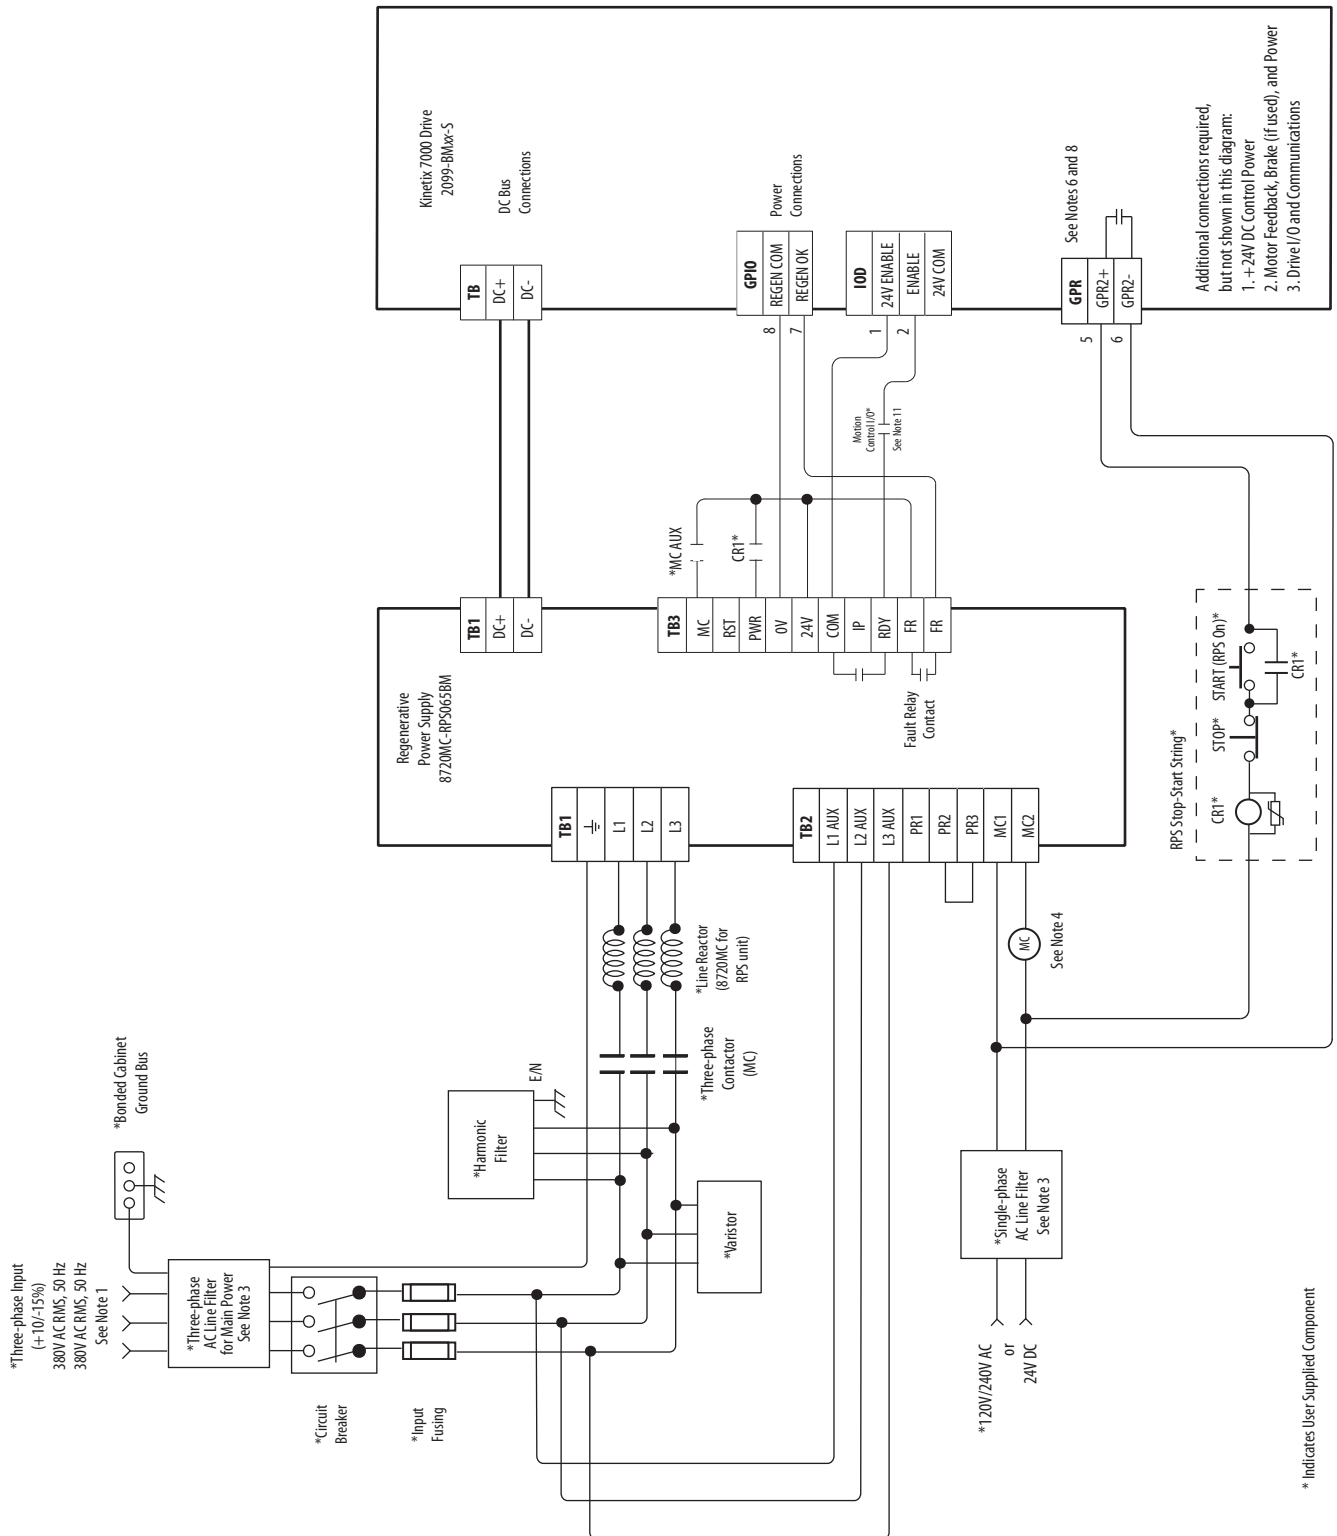 *Three-phase Input
(+10/-15%)
380V AC RMS, 50 Hz
380V AC RMS, 50 Hz
See Note 1
*Bonded Cabinet
Ground Bus
*Three-phase
AC Line Filter
for Main Power
See Note 3
*Circuit
Breaker
*Input
Fusing
*Harmonic
Filter
E/N
*Varistor
*Three-phase
Contactor
(MC)
*Line Reactor
(8720MC for
RPS unit)
*120V/240V AC
or
24V DC
*Single-phase
AC Line Filter
See Note 3
MC
See Note 4
Regenerative
Power Supply
8720MC-RPS065BM
TB1
L1
L2
L3
TB2
L1 AUX
L2 AUX
L3 AUX
PR1
PR2
PR3
MC1
MC2
TB1
DC+
DC-
TB3
MC
RST
PWR
0V
24V
COM
IP
RDY
FR
FR
Fault Relay
Contact
*MC AUX
CR1*
Motion
Control I/O*
See Note 11
RPS Stop-Start String*
CR1*
STOP*
START (RPS On)*
CR1*
Kinetix 7000 Drive
2099-BMxx-S
TB
DC+
DC-
DC Bus
Connections
GPIO
REGEN COM
REGEN OK
8
7
Power
Connections
IOD
24V ENABLE
ENABLE
24V COM
1
2
GPR
GPR2+
GPR2-
5
6
See Notes 6 and 8
Additional connections required,
but not shown in this diagram:
1. +24V DC Control Power
2. Motor Feedback, Brake (if used), and Power
3. Drive I/O and Communications
* Indicates User Supplied Component